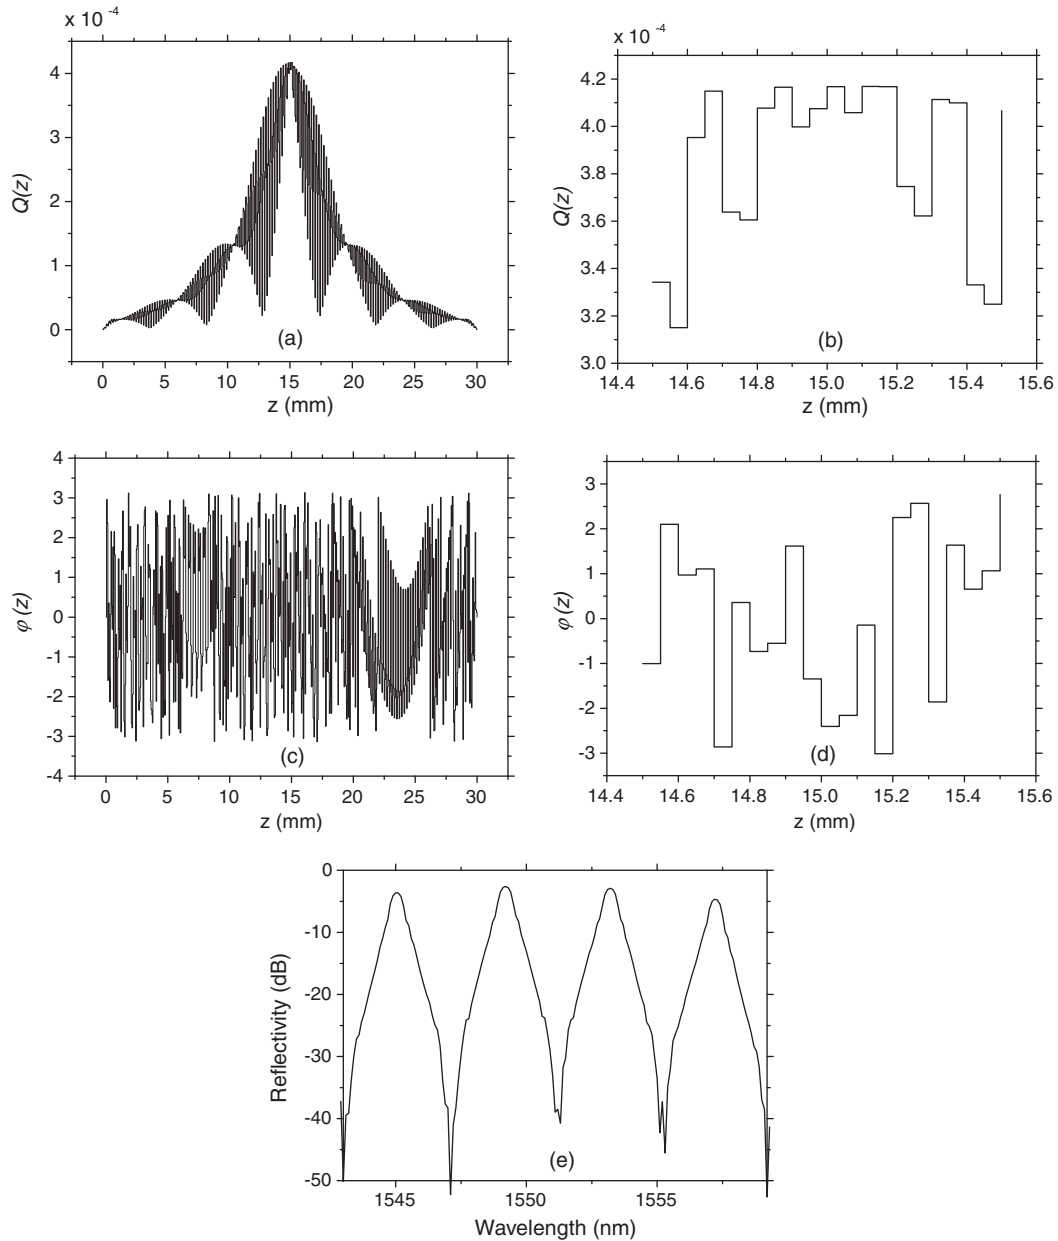 x 10 -4
4
3
2
1
0
Q(z)
(a)
0 5 10 15 20 25 30
z (mm)
x 10 -4
4.2
4.0
3.8
3.6
3.4
3.2
3.0
Q(z)
(b)
14.4 14.6 14.8 15.0 15.2 15.4 15.6
z (mm)
4
3
2
1
0
-1
-2
-3
-4
φ(z)
(c)
0 5 10 15 20 25 30
z (mm)
3
2
1
0
-1
-2
-3
φ(z)
(d)
14.4 14.6 14.8 15.0 15.2 15.4 15.6
z (mm)
0
-10
-20
-30
-40
-50
Reflectivity (dB)
(e)
1545 1550 1555
Wavelength (nm)